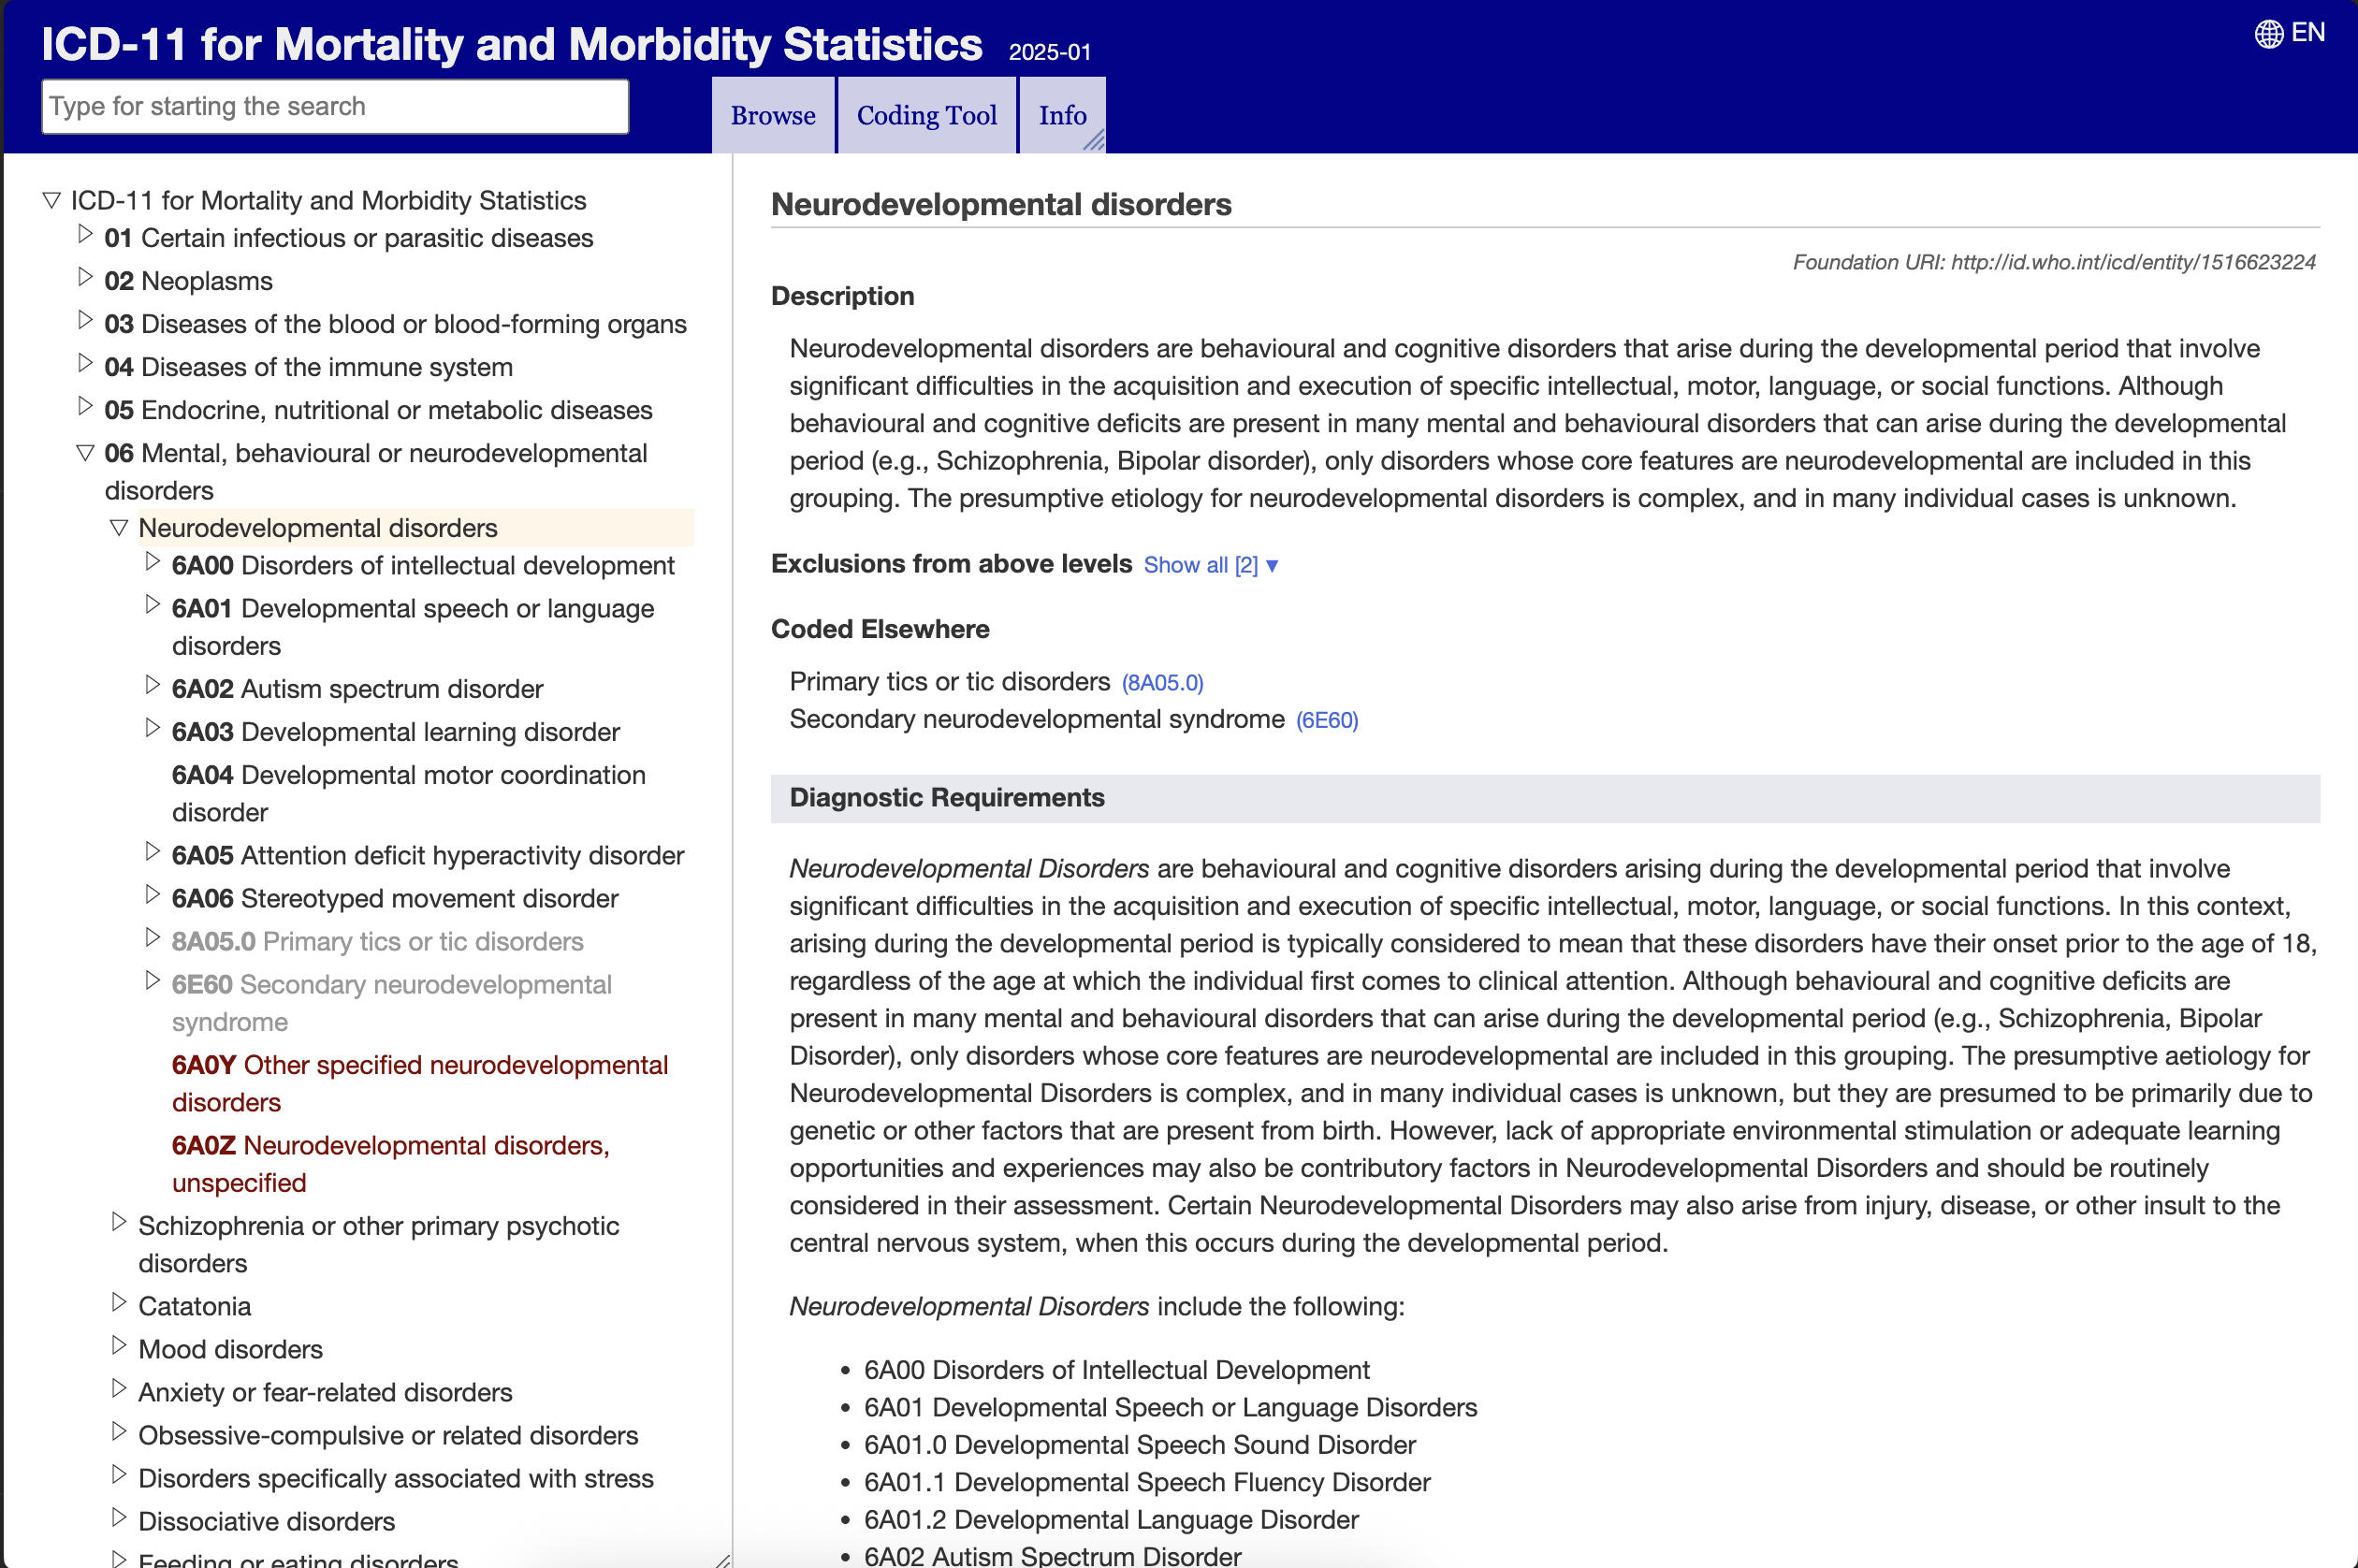 ICD-11 for Mortality and Morbidity Statistics 2025-01
EN
Type for starting the search
Browse
Coding Tool
Info
ICD-11 for Mortality and Morbidity Statistics
01 Certain infectious or parasitic diseases
02 Neoplasms
03 Diseases of the blood or blood-forming organs
04 Diseases of the immune system
05 Endocrine, nutritional or metabolic diseases
06 Mental, behavioural or neurodevelopmental
disorders
Neurodevelopmental disorders
6A00 Disorders of intellectual development
6A01 Developmental speech or language
disorders
6A02 Autism spectrum disorder
6A03 Developmental learning disorder
6A04 Developmental motor coordination
disorder
6A05 Attention deficit hyperactivity disorder
6A06 Stereotyped movement disorder
8A05.0 Primary tics or tic disorders
6E60 Secondary neurodevelopmental
syndrome
6A0Y Other specified neurodevelopmental
disorders
6A0Z Neurodevelopmental disorders,
unspecified
Schizophrenia or other primary psychotic
disorders
Catatonia
Mood disorders
Anxiety or fear-related disorders
Obsessive-compulsive or related disorders
Disorders specifically associated with stress
Dissociative disorders
Feeding or eating disorders
Neurodevelopmental disorders
Foundation URI: http://id.who.int/icd/entity/1516623224
Description
Neurodevelopmental disorders are behavioural and cognitive disorders that arise during the developmental period that involve
significant difficulties in the acquisition and execution of specific intellectual, motor, language, or social functions. Although
behavioural and cognitive deficits are present in many mental and behavioural disorders that can arise during the developmental
period (e.g., Schizophrenia, Bipolar disorder), only disorders whose core features are neurodevelopmental are included in this
grouping. The presumptive etiology for neurodevelopmental disorders is complex, and in many individual cases is unknown.
Exclusions from above levels Show all [2] ▼
Coded Elsewhere
Primary tics or tic disorders (8A05.0)
Secondary neurodevelopmental syndrome (6E60)
Diagnostic Requirements
Neurodevelopmental Disorders are behavioural and cognitive disorders arising during the developmental period that involve
significant difficulties in the acquisition and execution of specific intellectual, motor, language, or social functions. In this context,
arising during the developmental period is typically considered to mean that these disorders have their onset prior to the age of 18,
regardless of the age at which the individual first comes to clinical attention. Although behavioural and cognitive deficits are
present in many mental and behavioural disorders that can arise during the developmental period (e.g., Schizophrenia, Bipolar
Disorder), only disorders whose core features are neurodevelopmental are included in this grouping. The presumptive aetiology for
Neurodevelopmental Disorders is complex, and in many individual cases is unknown, but they are presumed to be primarily due to
genetic or other factors that are present from birth. However, lack of appropriate environmental stimulation or adequate learning
opportunities and experiences may also be contributory factors in Neurodevelopmental Disorders and should be routinely
considered in their assessment. Certain Neurodevelopmental Disorders may also arise from injury, disease, or other insult to the
central nervous system, when this occurs during the developmental period.
Neurodevelopmental Disorders include the following:
• 6A00 Disorders of Intellectual Development
• 6A01 Developmental Speech or Language Disorders
• 6A01.0 Developmental Speech Sound Disorder
• 6A01.1 Developmental Speech Fluency Disorder
• 6A01.2 Developmental Language Disorder
• 6A02 Autism Spectrum Disorder